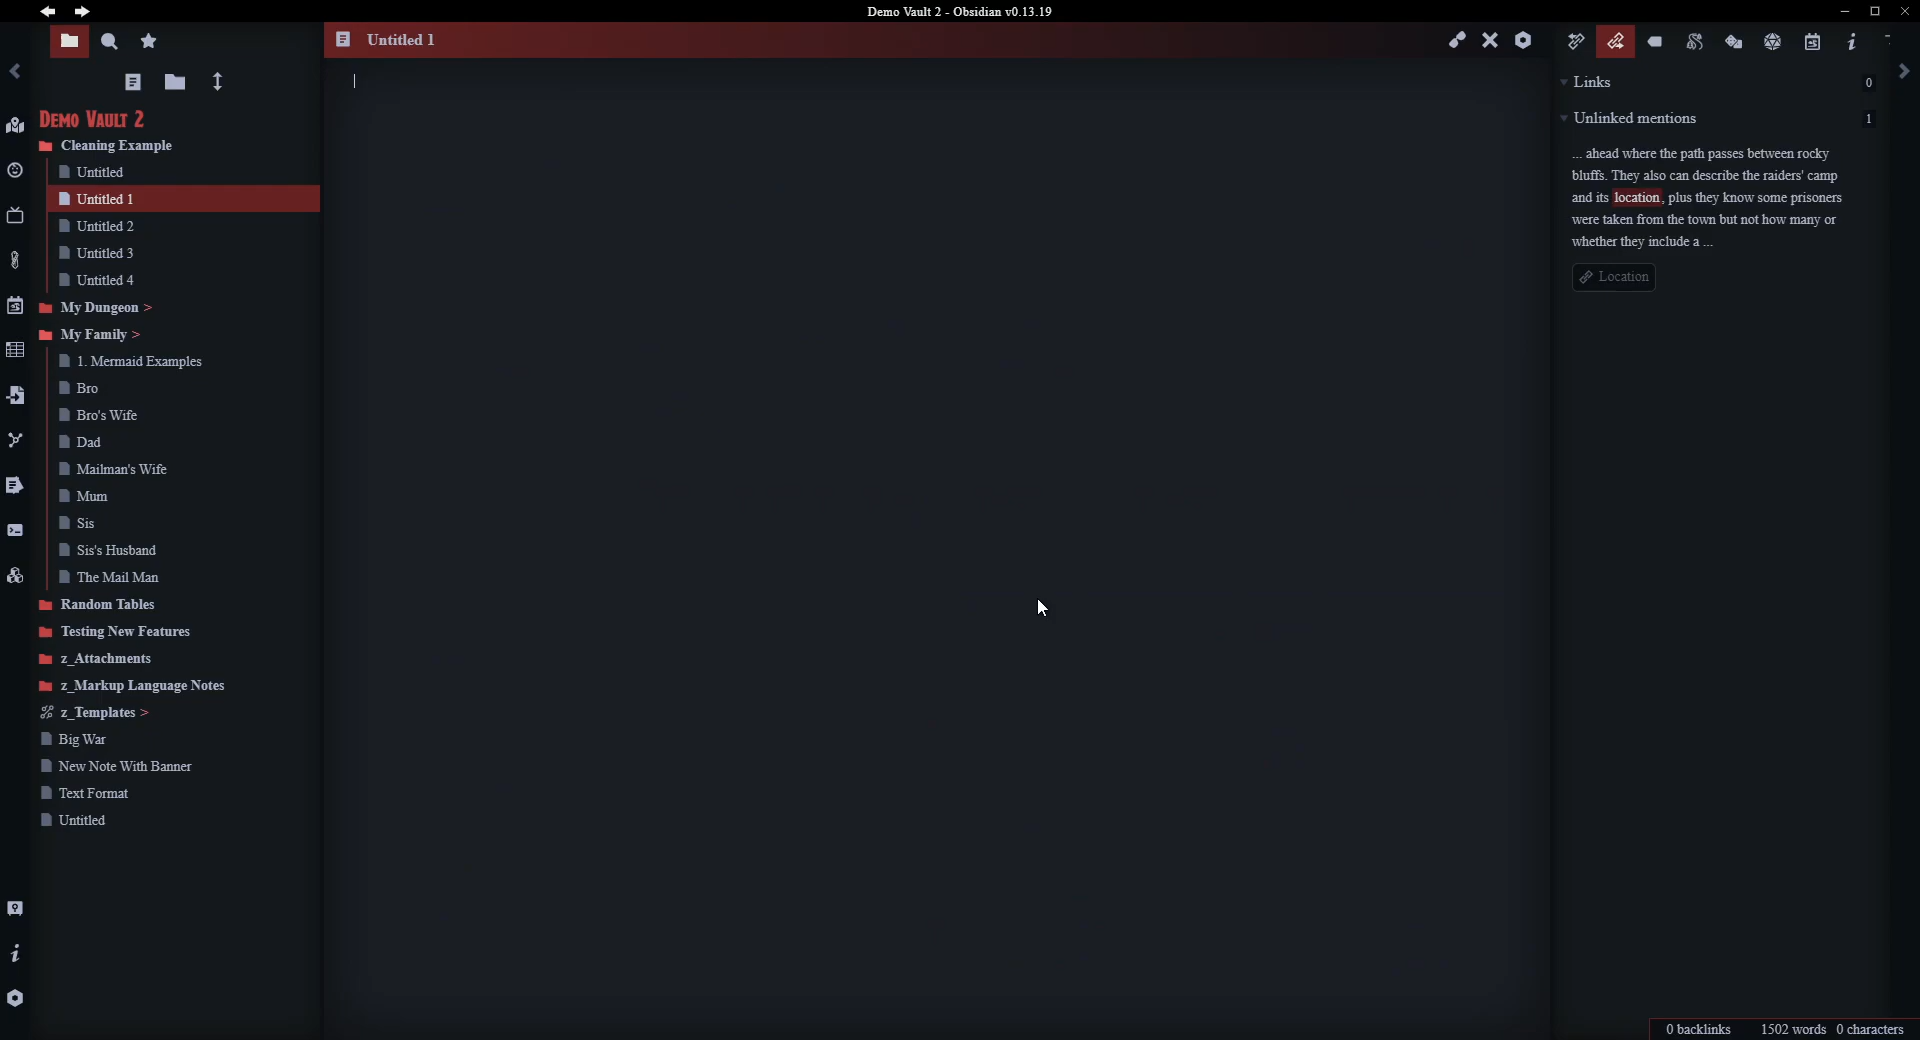 Demo Vault 2 - Obsidian v0.13.19
Untitled 1
Demo Vault 2
Cleaning Example
Untitled
Untitled 1
Untitled 2
Untitled 3
Untitled 4
My Dungeon >
My Family >
1. Mermaid Examples
Bro
Bro's Wife
Dad
Mailman's Wife
Mum
Sis
Sis's Husband
The Mail Man
Random Tables
Testing New Features
z_Attachments
z_Markup Language Notes
z_Templates >
Big War
New Note With Banner
Text Format
Untitled
Links 0
Unlinked mentions 1
... ahead where the path passes between rocky
bluffs. They also can describe the raiders' camp
and its location, plus they know some prisoners
were taken from the town but not how many or
whether they include a ...
Location
0 backlinks 1502 words 0 characters